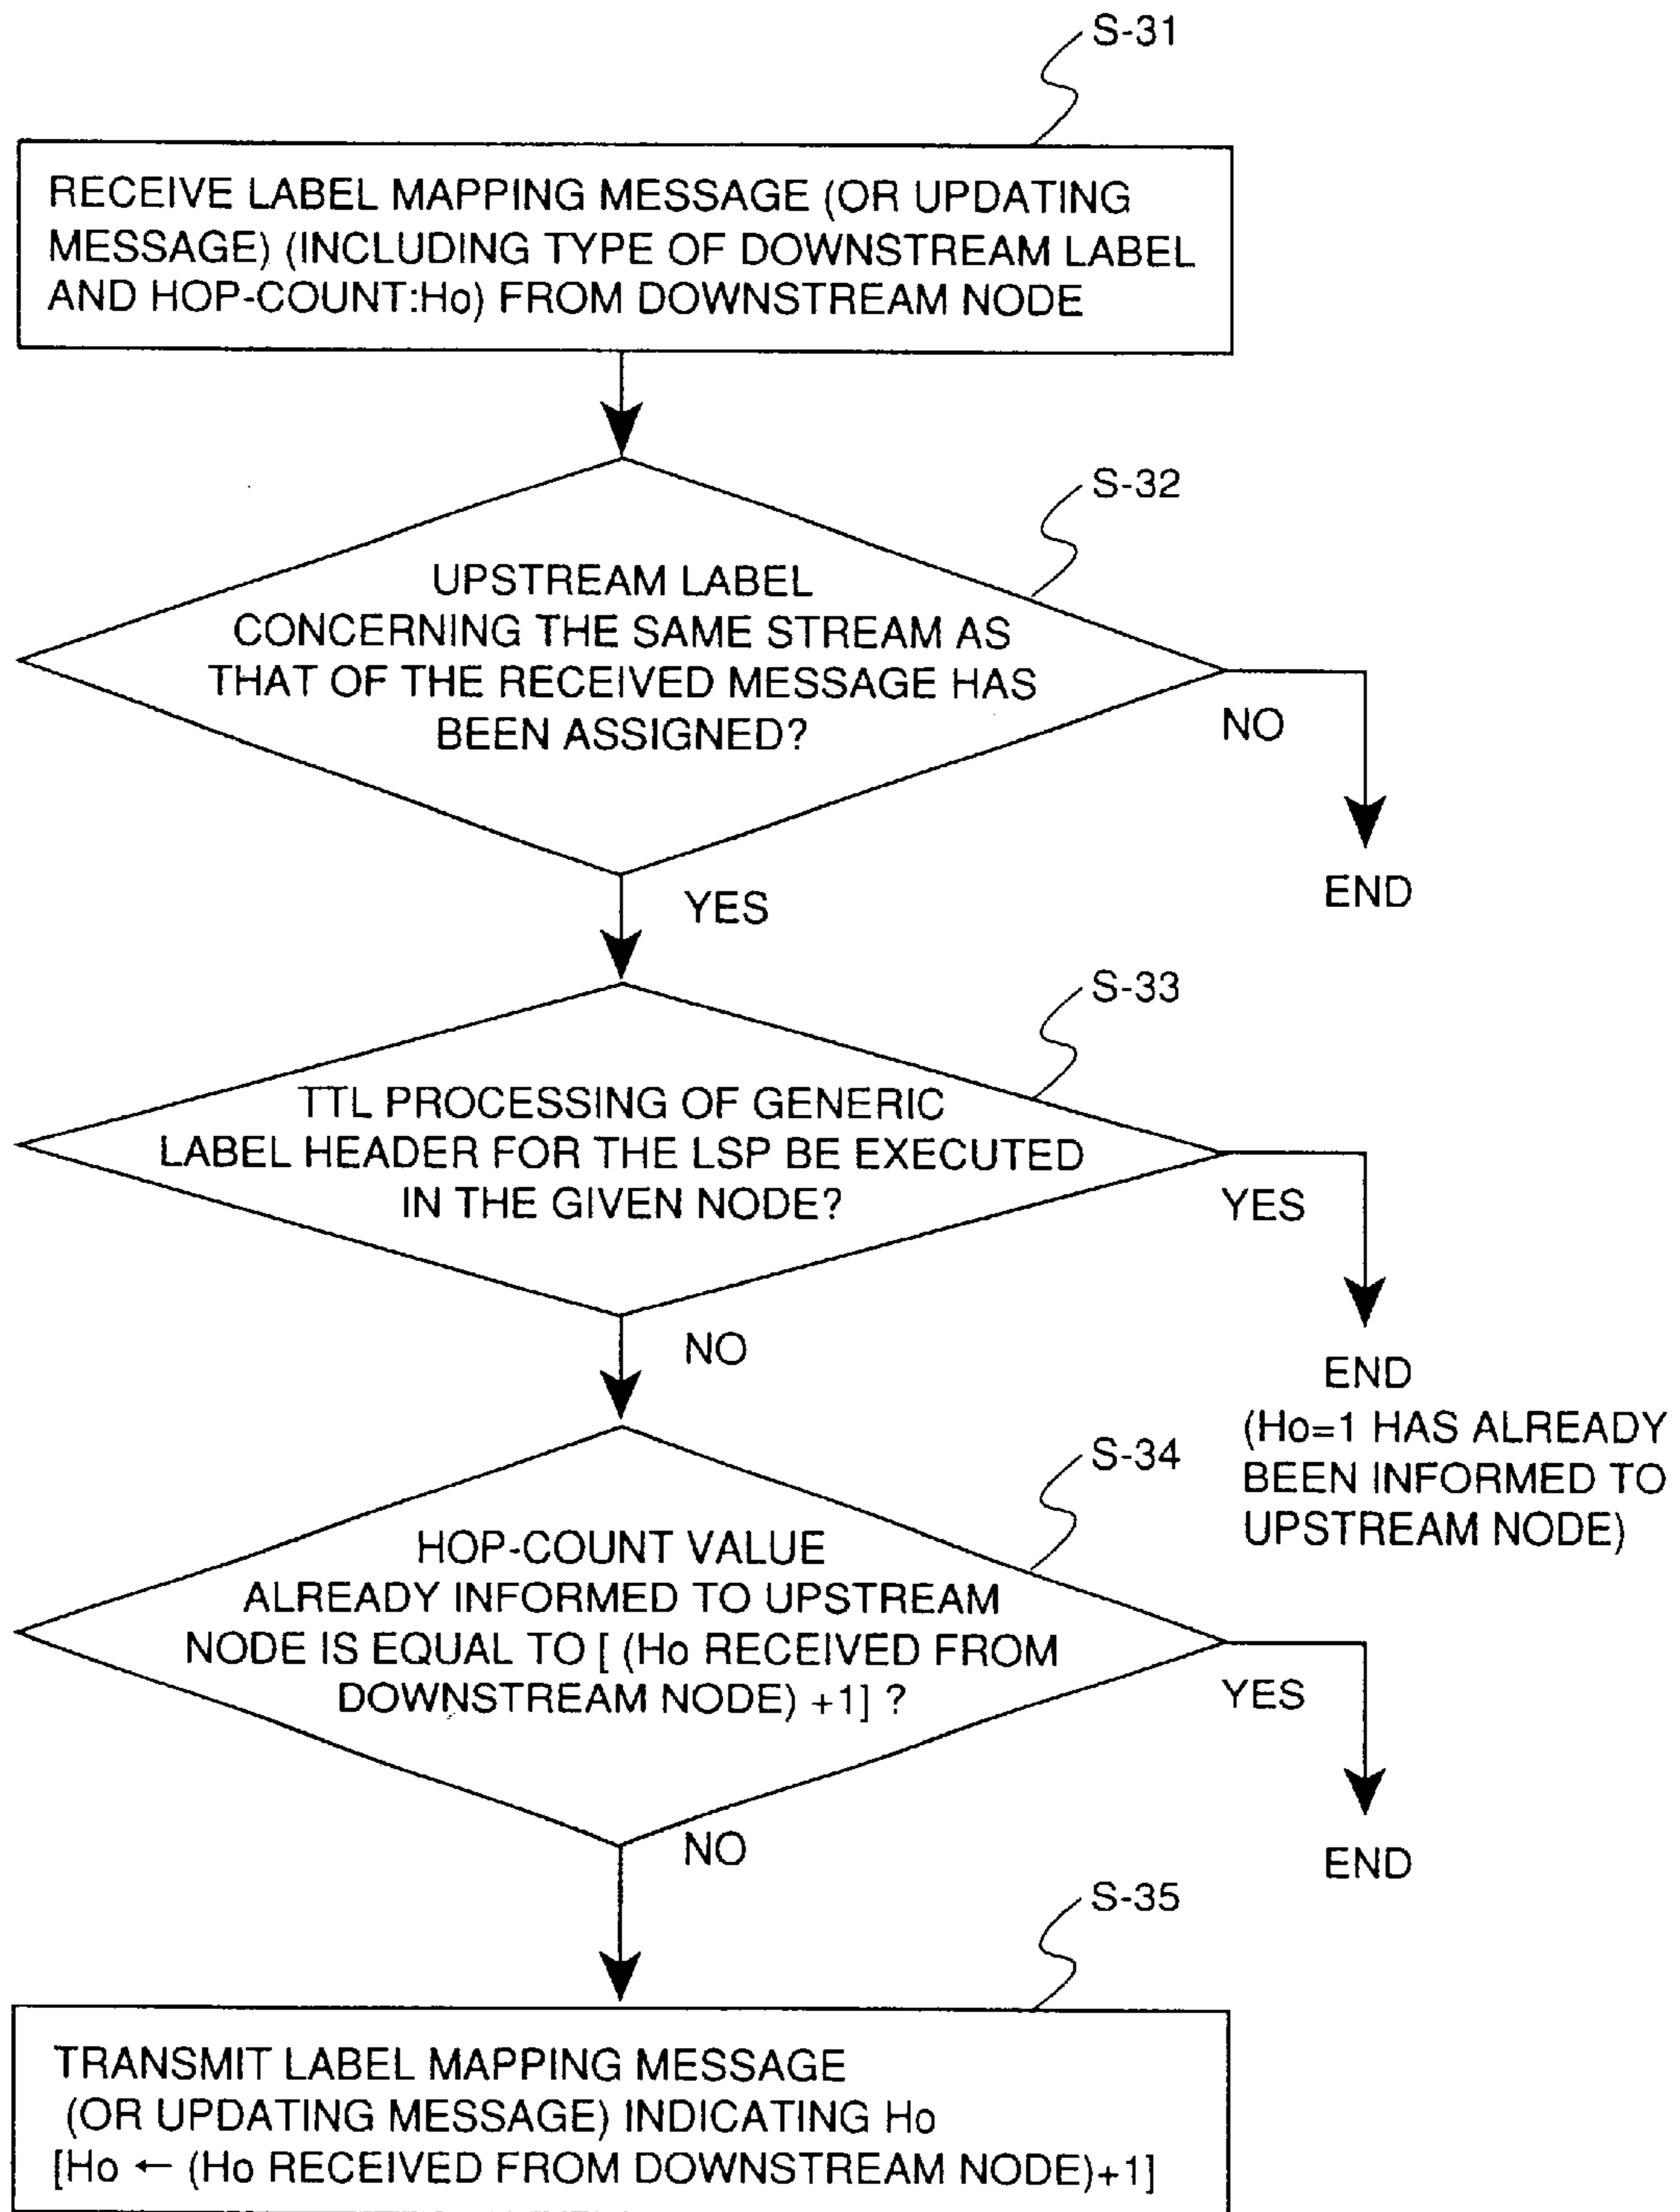 S-31
RECEIVE LABEL MAPPING MESSAGE (OR UPDATING
MESSAGE) (INCLUDING TYPE OF DOWNSTREAM LABEL
AND HOP-COUNT:Ho) FROM DOWNSTREAM NODE
S-32
UPSTREAM LABEL
CONCERNING THE SAME STREAM AS
THAT OF THE RECEIVED MESSAGE HAS
BEEN ASSIGNED?
NO
END
YES
S-33
TTL PROCESSING OF GENERIC
LABEL HEADER FOR THE LSP BE EXECUTED
IN THE GIVEN NODE?
YES
NO
END
(Ho=1 HAS ALREADY
BEEN INFORMED TO
UPSTREAM NODE)
S-34
HOP-COUNT VALUE
ALREADY INFORMED TO UPSTREAM
NODE IS EQUAL TO [ (Ho RECEIVED FROM
DOWNSTREAM NODE) +1] ?
YES
NO
END
S-35
TRANSMIT LABEL MAPPING MESSAGE
(OR UPDATING MESSAGE) INDICATING Ho
[Ho ← (Ho RECEIVED FROM DOWNSTREAM NODE)+1]